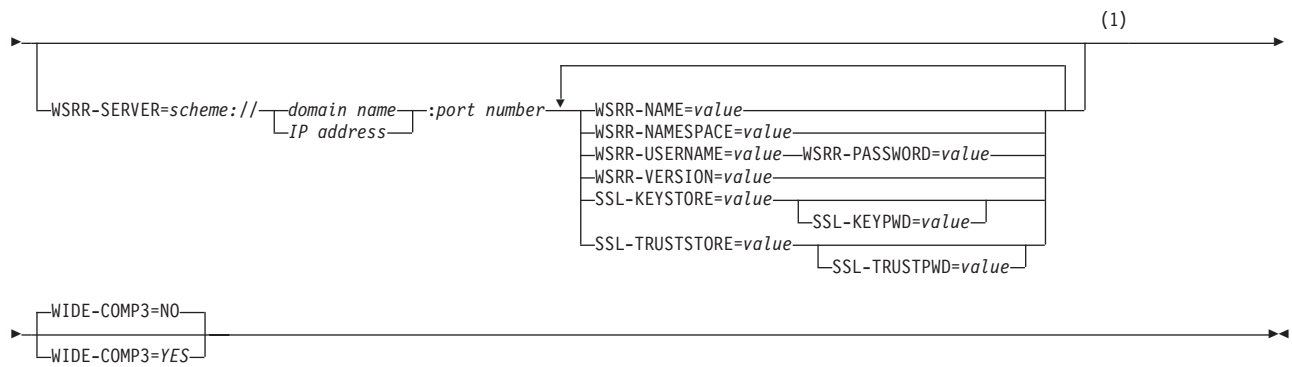 (1)
WSRR-SERVER=scheme://domain name:port number WSRR-NAME=value
IP address WSRR-NAMESPACE=value
WSRR-USERNAME=value WSRR-PASSWORD=value
WSRR-VERSION=value
SSL-KEYSTORE=value
SSL-KEYPWD=value
SSL-TRUSTSTORE=value
SSL-TRUSTPWD=value
WIDE-COMP3=NO
WIDE-COMP3=YES